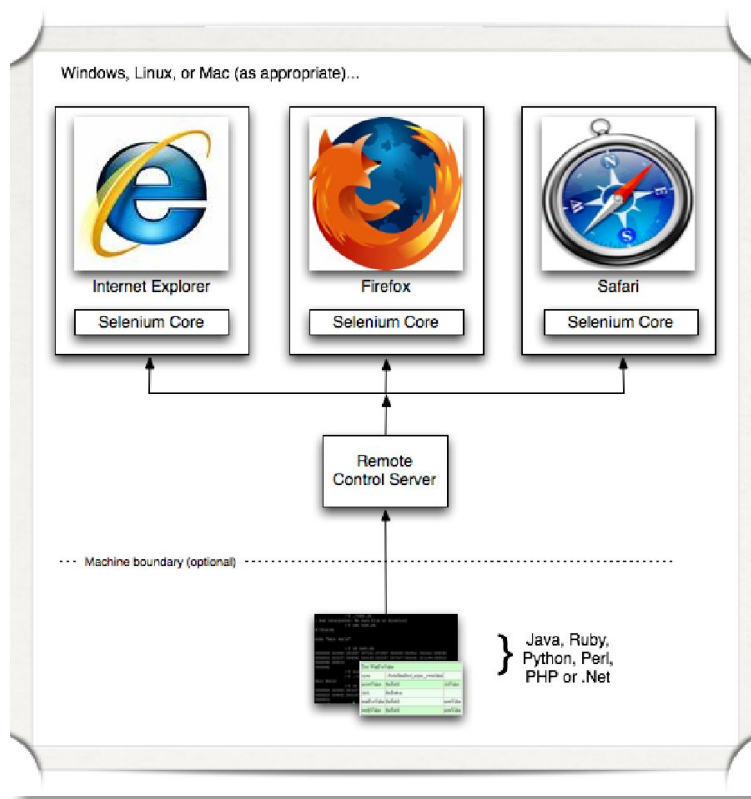 Windows, Linux, or Mac (as appropriate)...
Internet Explorer
Firefox
Safari
Selenium Core
Selenium Core
Selenium Core
Remote
Control Server
Machine boundary (optional)
Java, Ruby,
Python, Perl,
PHP or .Net